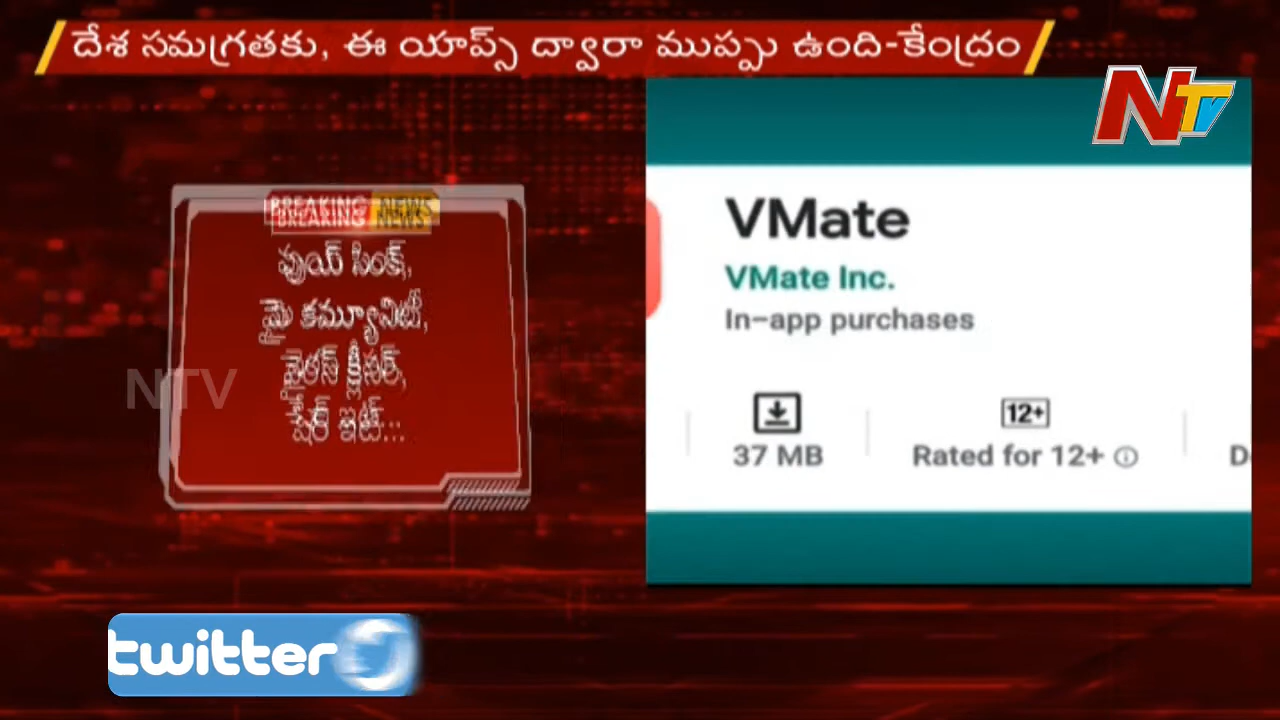 దేశ సమగ్రతకు, ఈ యాప్స్ ద్వారా ముప్పు ఉంది-కేంద్రం
NTV
BREAKING NEWS
వుయ్ సింక్,
మై కమ్యూనిటీ,
వైరస్ క్లీనర్,
షేర్ ఇట్...
NTV
VMate
VMate Inc.
In-app purchases
12+
37 MB
Rated for 12+
twitter